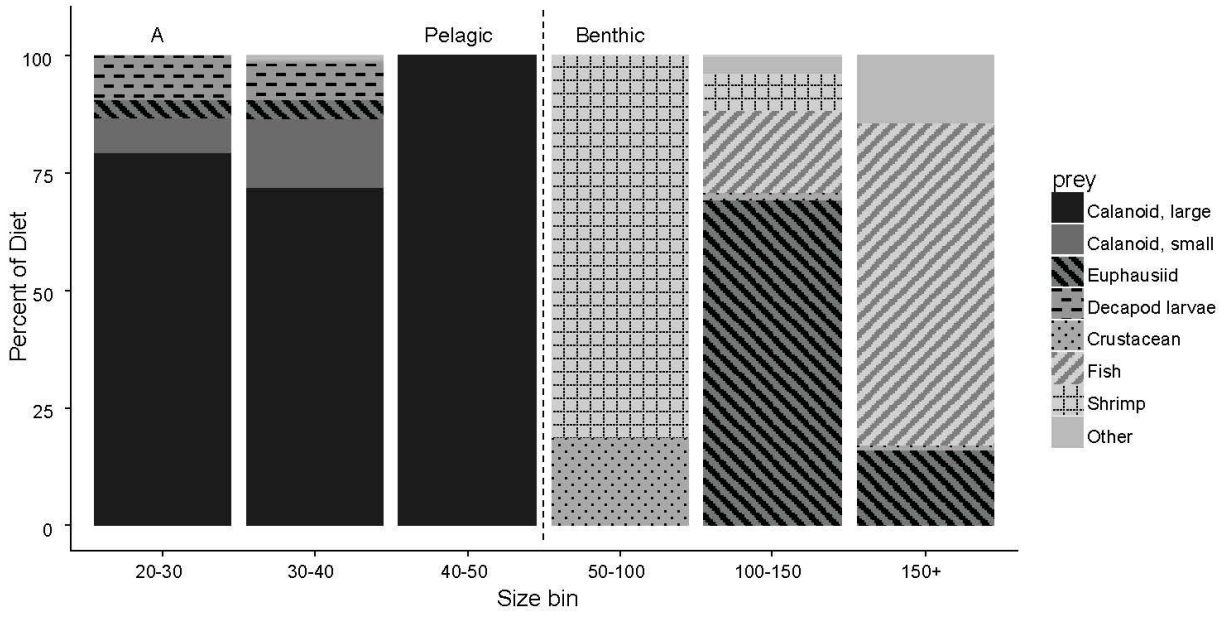 A
Pelagic
Benthic
100
75
50
25
0
Percent of Diet
20-30
30-40
40-50
50-100
100-150
150+
Size bin
prey
Calanoid, large
Calanoid, small
Euphausiid
Decapod larvae
Crustacean
Fish
Shrimp
Other